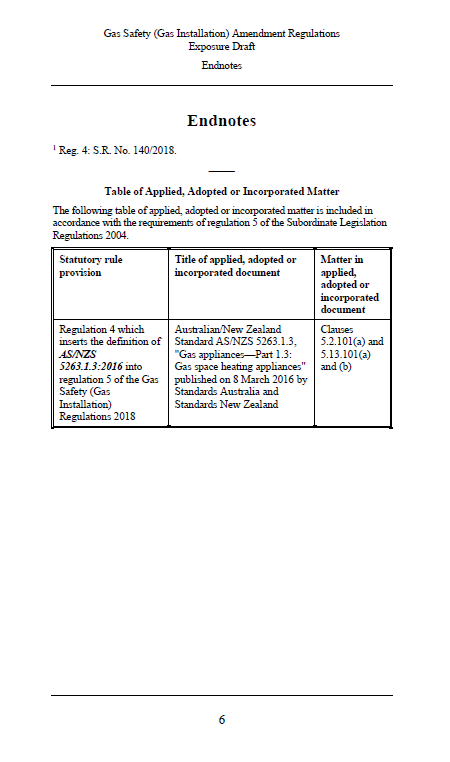 Gas Safety (Gas Installation) Amendment Regulations
Exposure Draft
Endnotes
Endnotes
1 Reg. 4: S.R. No. 140/2018.
Table of Applied, Adopted or Incorporated Matter
The following table of applied, adopted or incorporated matter is included in
accordance with the requirements of regulation 5 of the Subordinate Legislation
Regulations 2004.
Statutory rule
provision
Title of applied, adopted or
incorporated document
Matter in
applied,
adopted or
incorporated
document
Regulation 4 which
inserts the definition of
AS/NZS
5263.1.3:2016 into
regulation 5 of the Gas
Safety (Gas
Installation)
Regulations 2018
Australian/New Zealand
Standard AS/NZS 5263.1.3,
"Gas appliances—Part 1.3:
Gas space heating appliances"
published on 8 March 2016 by
Standards Australia and
Standards New Zealand
Clauses
5.2.101(a) and
5.13.101(a)
and (b)
6